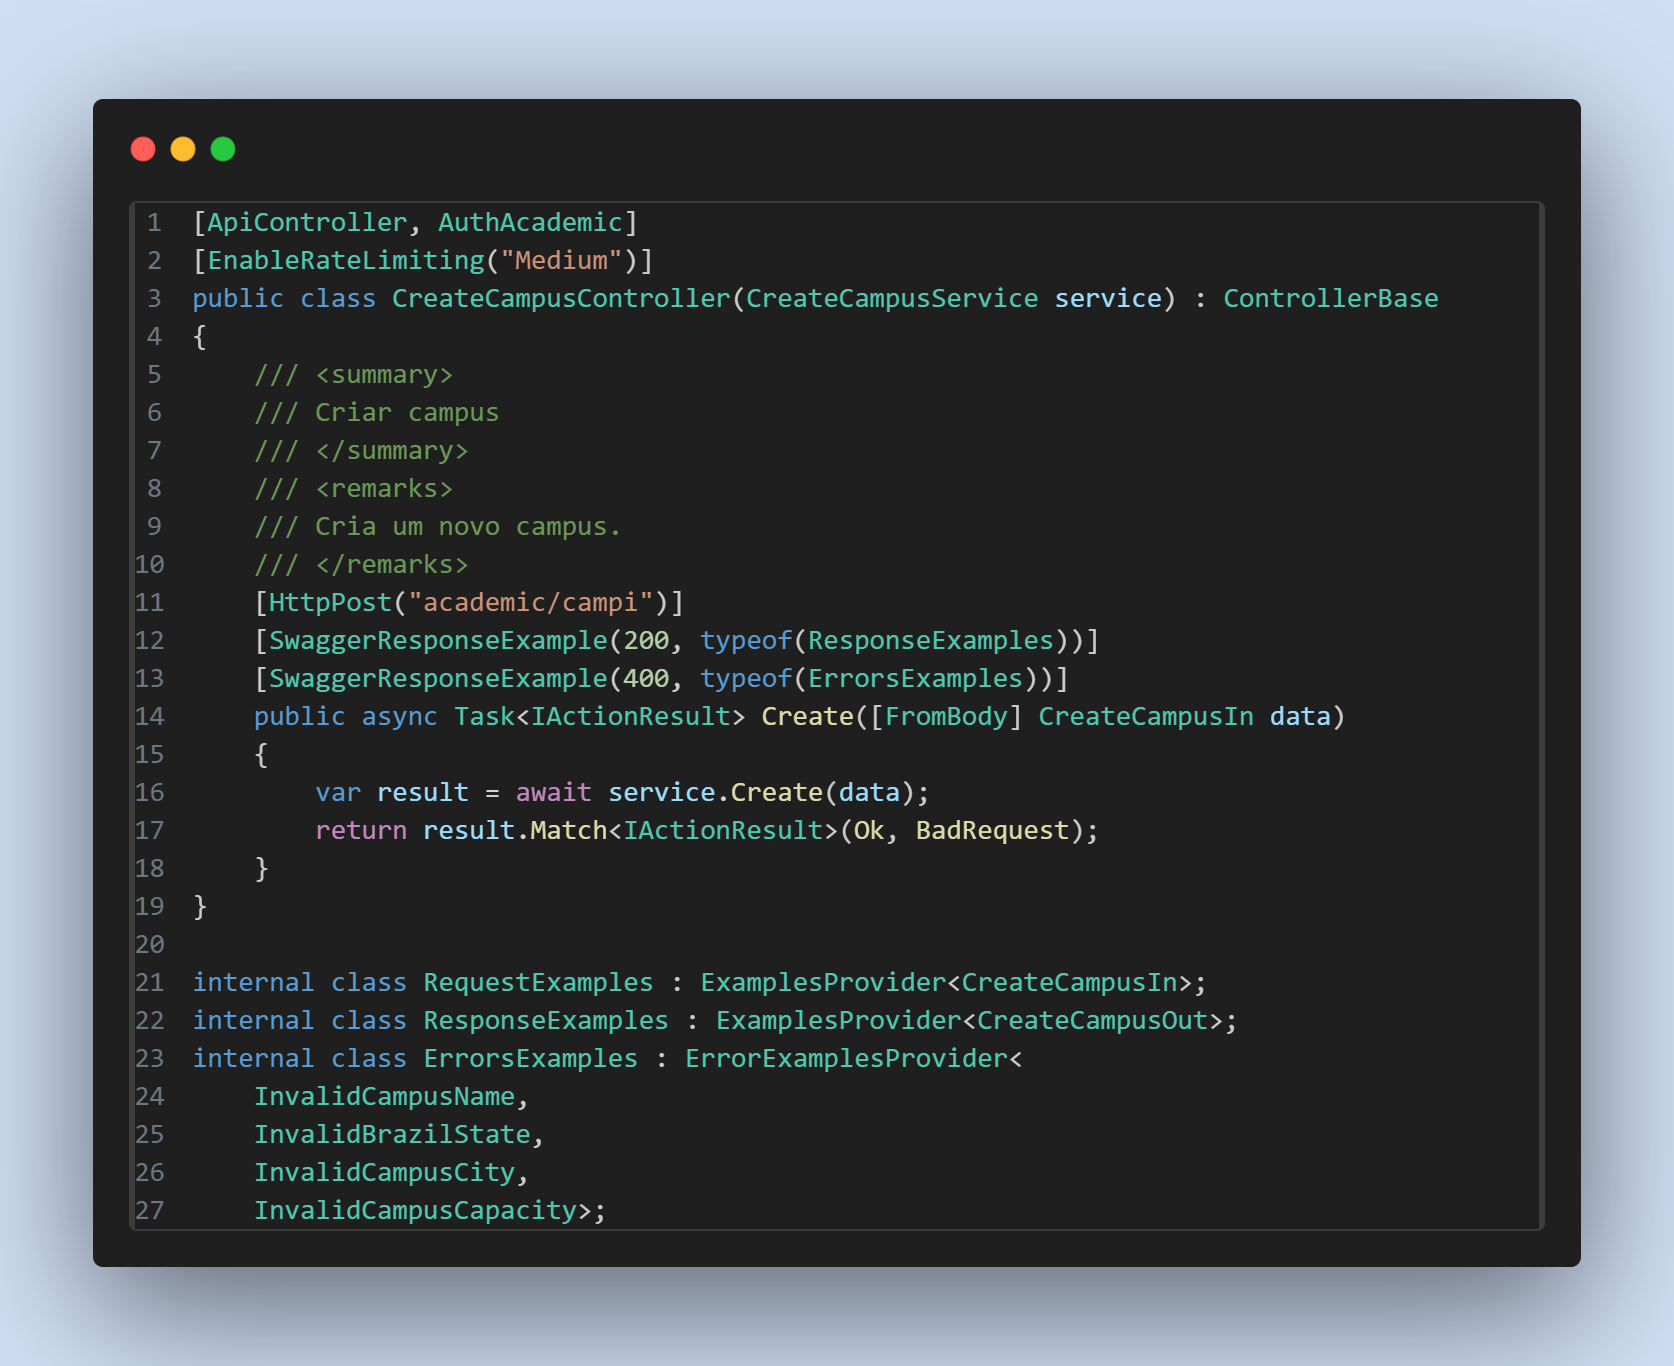 1 [ApiController, AuthAcademic]
2 [EnableRateLimiting("Medium")]
3 public class CreateCampusController(CreateCampusService service) : ControllerBase
4 {
5     /// <summary>
6     /// Criar campus
7     /// </summary>
8     /// <remarks>
9     /// Cria um novo campus.
10     /// </remarks>
11     [HttpPost("academic/campi")]
12     [SwaggerResponseExample(200, typeof(ResponseExamples))]
13     [SwaggerResponseExample(400, typeof(ErrorsExamples))]
14     public async Task<IActionResult> Create([FromBody] CreateCampusIn data)
15     {
16         var result = await service.Create(data);
17         return result.Match<IActionResult>(Ok, BadRequest);
18     }
19 }
20
21 internal class RequestExamples : ExamplesProvider<CreateCampusIn>;
22 internal class ResponseExamples : ExamplesProvider<CreateCampusOut>;
23 internal class ErrorsExamples : ErrorExamplesProvider<
24     InvalidCampusName,
25     InvalidBrazilState,
26     InvalidCampusCity,
27     InvalidCampusCapacity>;